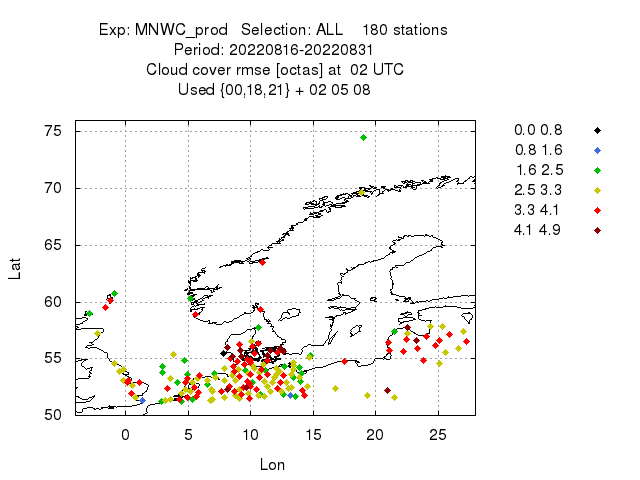 Exp: MNWC_prod   Selection: ALL    180 stations
Period: 20220816-20220831
Cloud cover rmse [octas] at  02 UTC
Used {00,18,21} + 02 05 08
0.0 0.8
0.8 1.6
1.6 2.5
2.5 3.3
3.3 4.1
4.1 4.9
75
70
65
60
55
50
Lat
0 5 10 15 20 25
Lon